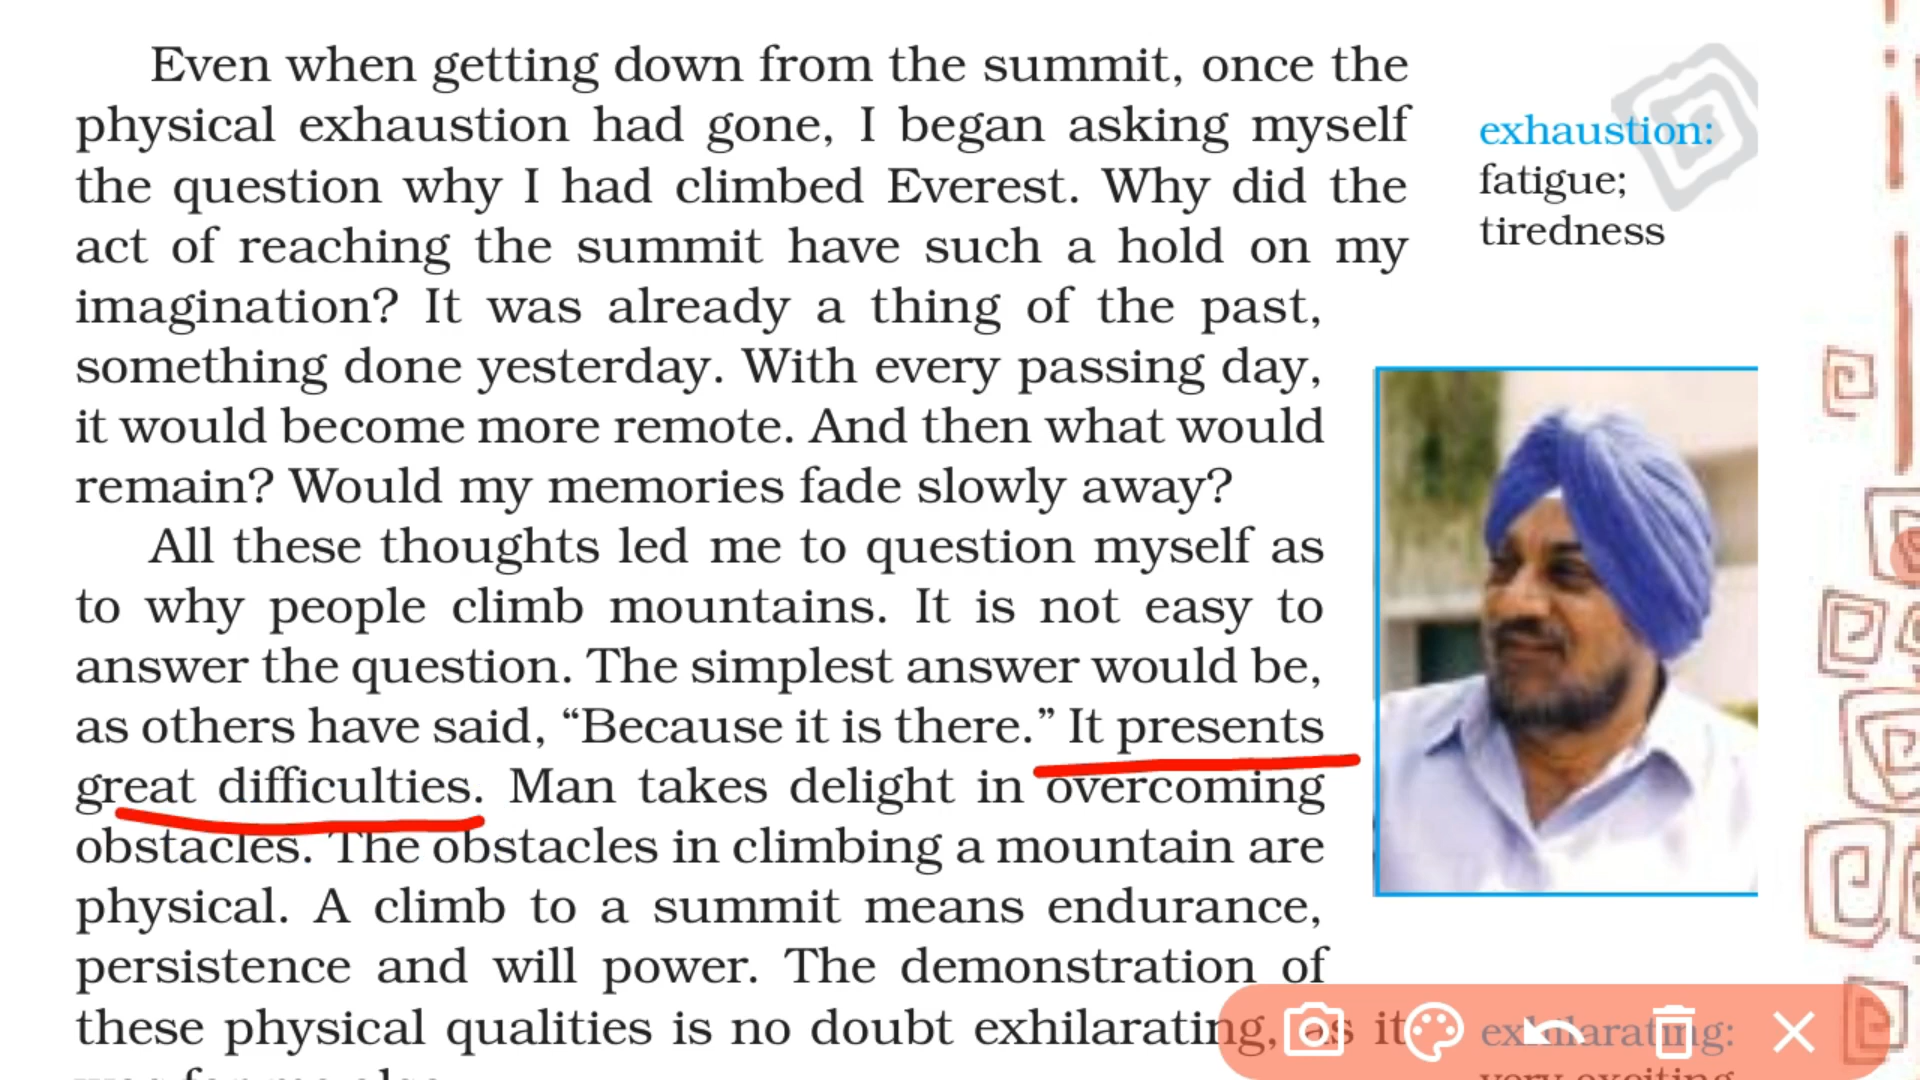 Even when getting down from the summit, once the
physical exhaustion had gone, I began asking myself
the question why I had climbed Everest. Why did the
act of reaching the summit have such a hold on my
imagination? It was already a thing of the past,
something done yesterday. With every passing day,
it would become more remote. And then what would
remain? Would my memories fade slowly away?
All these thoughts led me to question myself as
to why people climb mountains. It is not easy to
answer the question. The simplest answer would be,
as others have said, “Because it is there.” It presents
great difficulties. Man takes delight in overcoming
obstacles. The obstacles in climbing a mountain are
physical. A climb to a summit means endurance,
persistence and will power. The demonstration of
these physical qualities is no doubt exhilarating, as it
exhaustion:
fatigue;
tiredness
exhilarating:
very exciting